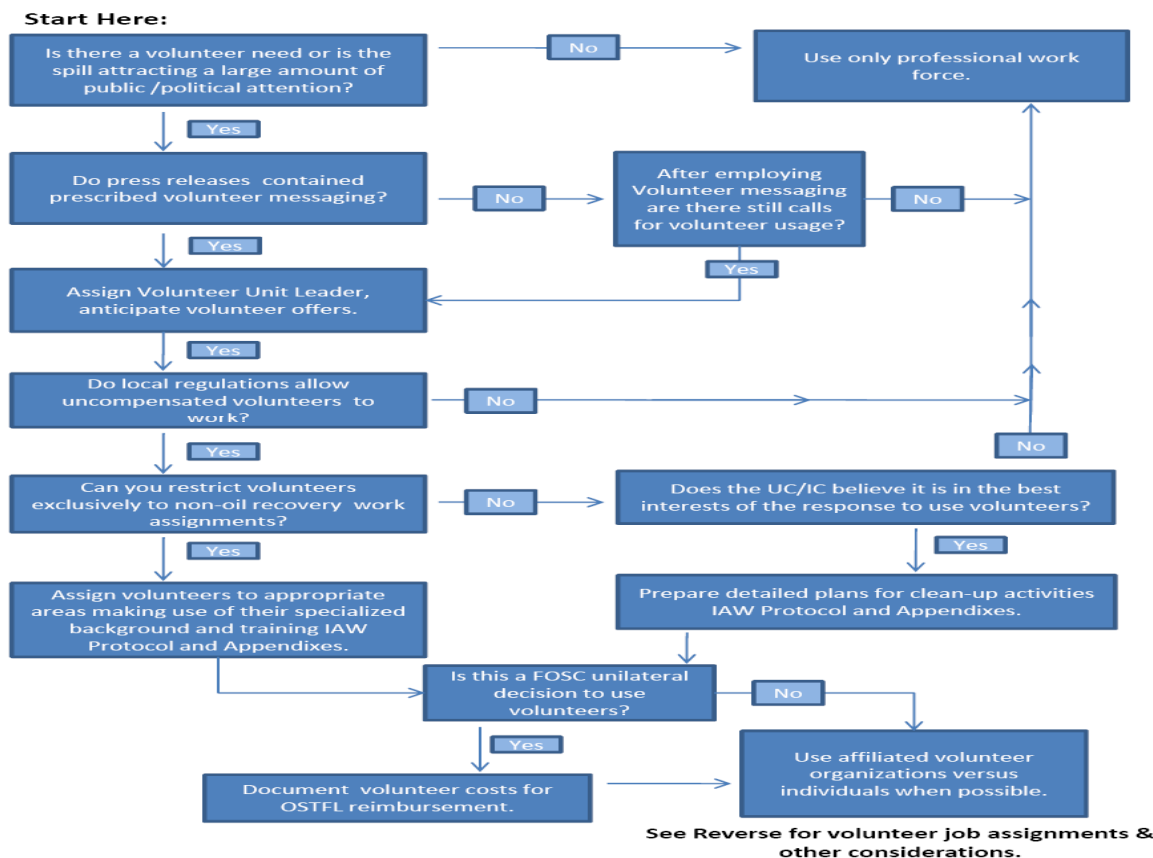 Start Here:
Is there a volunteer need or is the
spill attracting a large amount of
public /political attention?
No
Use only professional work
force.
Yes
Do press releases contained
prescribed volunteer messaging?
No
After employing
Volunteer messaging
are there still calls
for volunteer usage?
No
Yes
Yes
Assign Volunteer Unit Leader,
anticipate volunteer offers.
Yes
Do local regulations allow
uncompensated volunteers to
work?
No
Yes
No
Can you restrict volunteers
exclusively to non-oil recovery work
assignments?
No
Does the UC/IC believe it is in the best
interests of the response to use volunteers?
Yes
Yes
Assign volunteers to appropriate
areas making use of their specialized
background and training IAW
Protocol and Appendixes.
Prepare detailed plans for clean-up activities
IAW Protocol and Appendixes.
Is this a FOSC unilateral
decision to use
volunteers?
No
Yes
Document volunteer costs for
OSTFL reimbursement.
Use affiliated volunteer
organizations versus
individuals when possible.
See Reverse for volunteer job assignments &
other considerations.